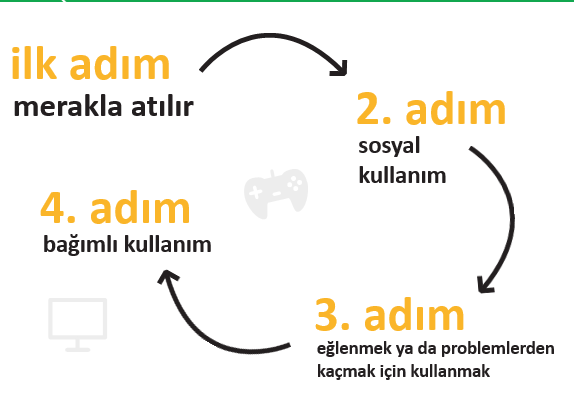 ilk adım
merakla atılır
2. adım
sosyal
kullanım
3. adım
eğlenmek ya da problemlerden
kaçmak için kullanmak
4. adım
bağımlı kullanım